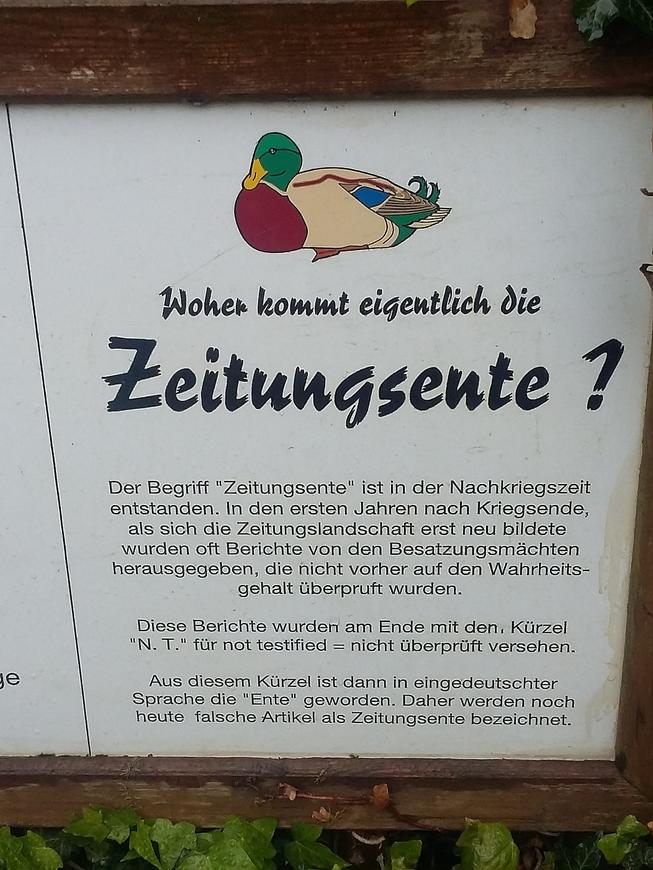 Woher kommt eigentlich die
Zeitungsente ?
Der Begriff "Zeitungsente" ist in der Nachkriegszeit
entstanden. In den ersten Jahren nach Kriegsende,
als sich die Zeitungslandschaft erst neu bildete
wurden oft Berichte von den Besatzungsmächten
herausgegeben, die nicht vorher auf den Wahrheits-
gehalt überpruft wurden.
Diese Berichte wurden am Ende mit den, Kürzel
"N. T." für not testified = nicht überprüft versehen.
Aus diesem Kürzel ist dann in eingedeutschter
Sprache die "Ente" geworden. Daher werden noch
heute falsche Artikel als Zeitungsente bezeichnet.